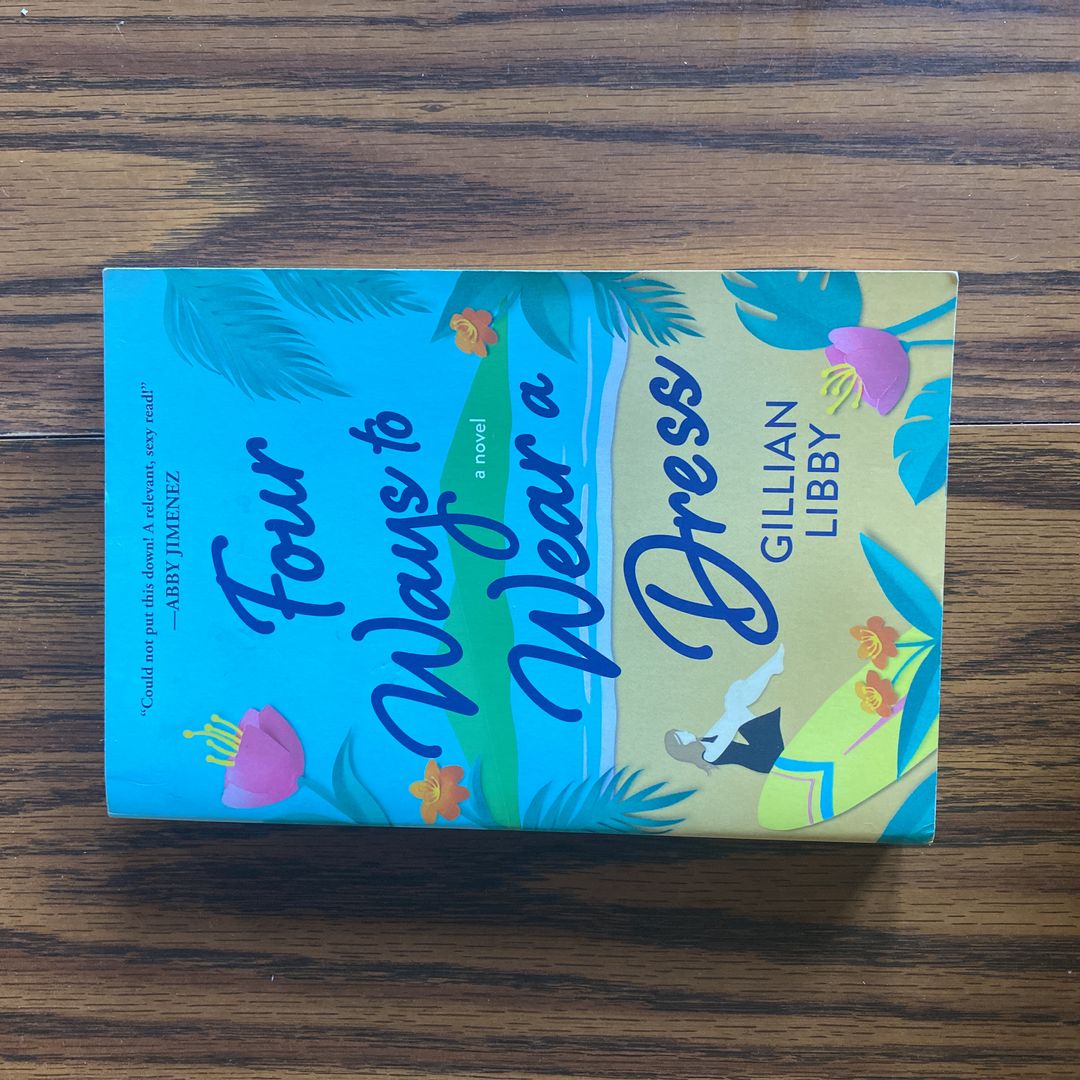 “Could not put this down! A relevant, sexy read!”
—ABBY JIMENEZ
Four
Ways to
a novel
Wear a
Dress
GILLIAN
LIBBY